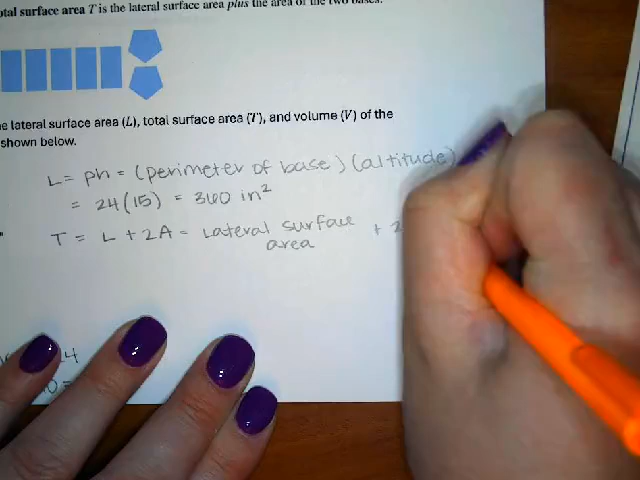 otal surface area T is the lateral surface area plus the area of the two bases.
e lateral surface area (L), total surface area (T), and volume (V) of the
shown below.
L = ph = (perimeter of base)(altitude)
= 24(15) = 360 in²
T = L + 2A = Lateral surface area + 2